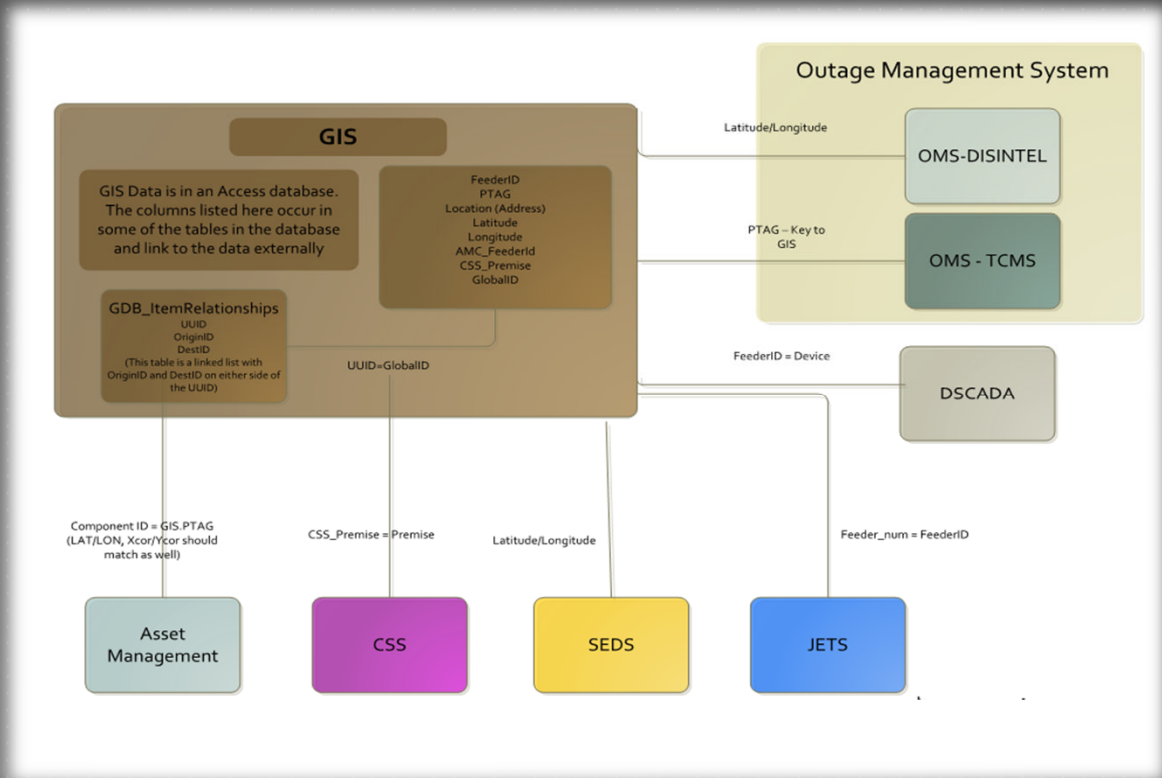 Outage Management System
GIS
Latitude/Longitude
OMS-DISINTEL
GIS Data is in an Access database.
The columns listed here occur in
some of the tables in the database
and link to the data externally
FeederID
PTAG
Location (Address)
Latitude
Longitude
AMC_FeederId
CSS_Premise
GlobalID
PTAG – Key to
GIS
OMS - TCMS
GDB_ItemRelationships
UUID
OriginID
DestID
(This table is a linked list with
OriginID and DestID on either side of
the UUID)
UUID=GlobalID
FeederID = Device
DSCADA
Component ID = GIS.PTAG
(LAT/LON, Xcor/Ycor should
match as well)
CSS_Premise = Premise
Latitude/Longitude
Feeder_num = FeederID
Asset
Management
CSS
SEDS
JETS